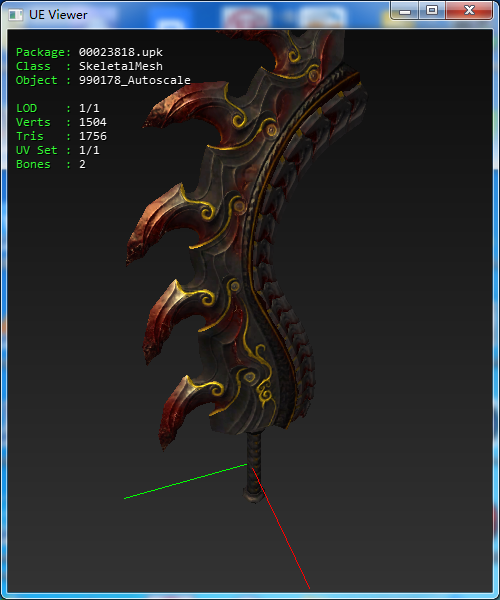 UE Viewer
Package: 00023818.upk
Class : SkeletalMesh
Object : 990178_Autoscale
LOD : 1/1
Verts : 1504
Tris : 1756
UV Set : 1/1
Bones : 2